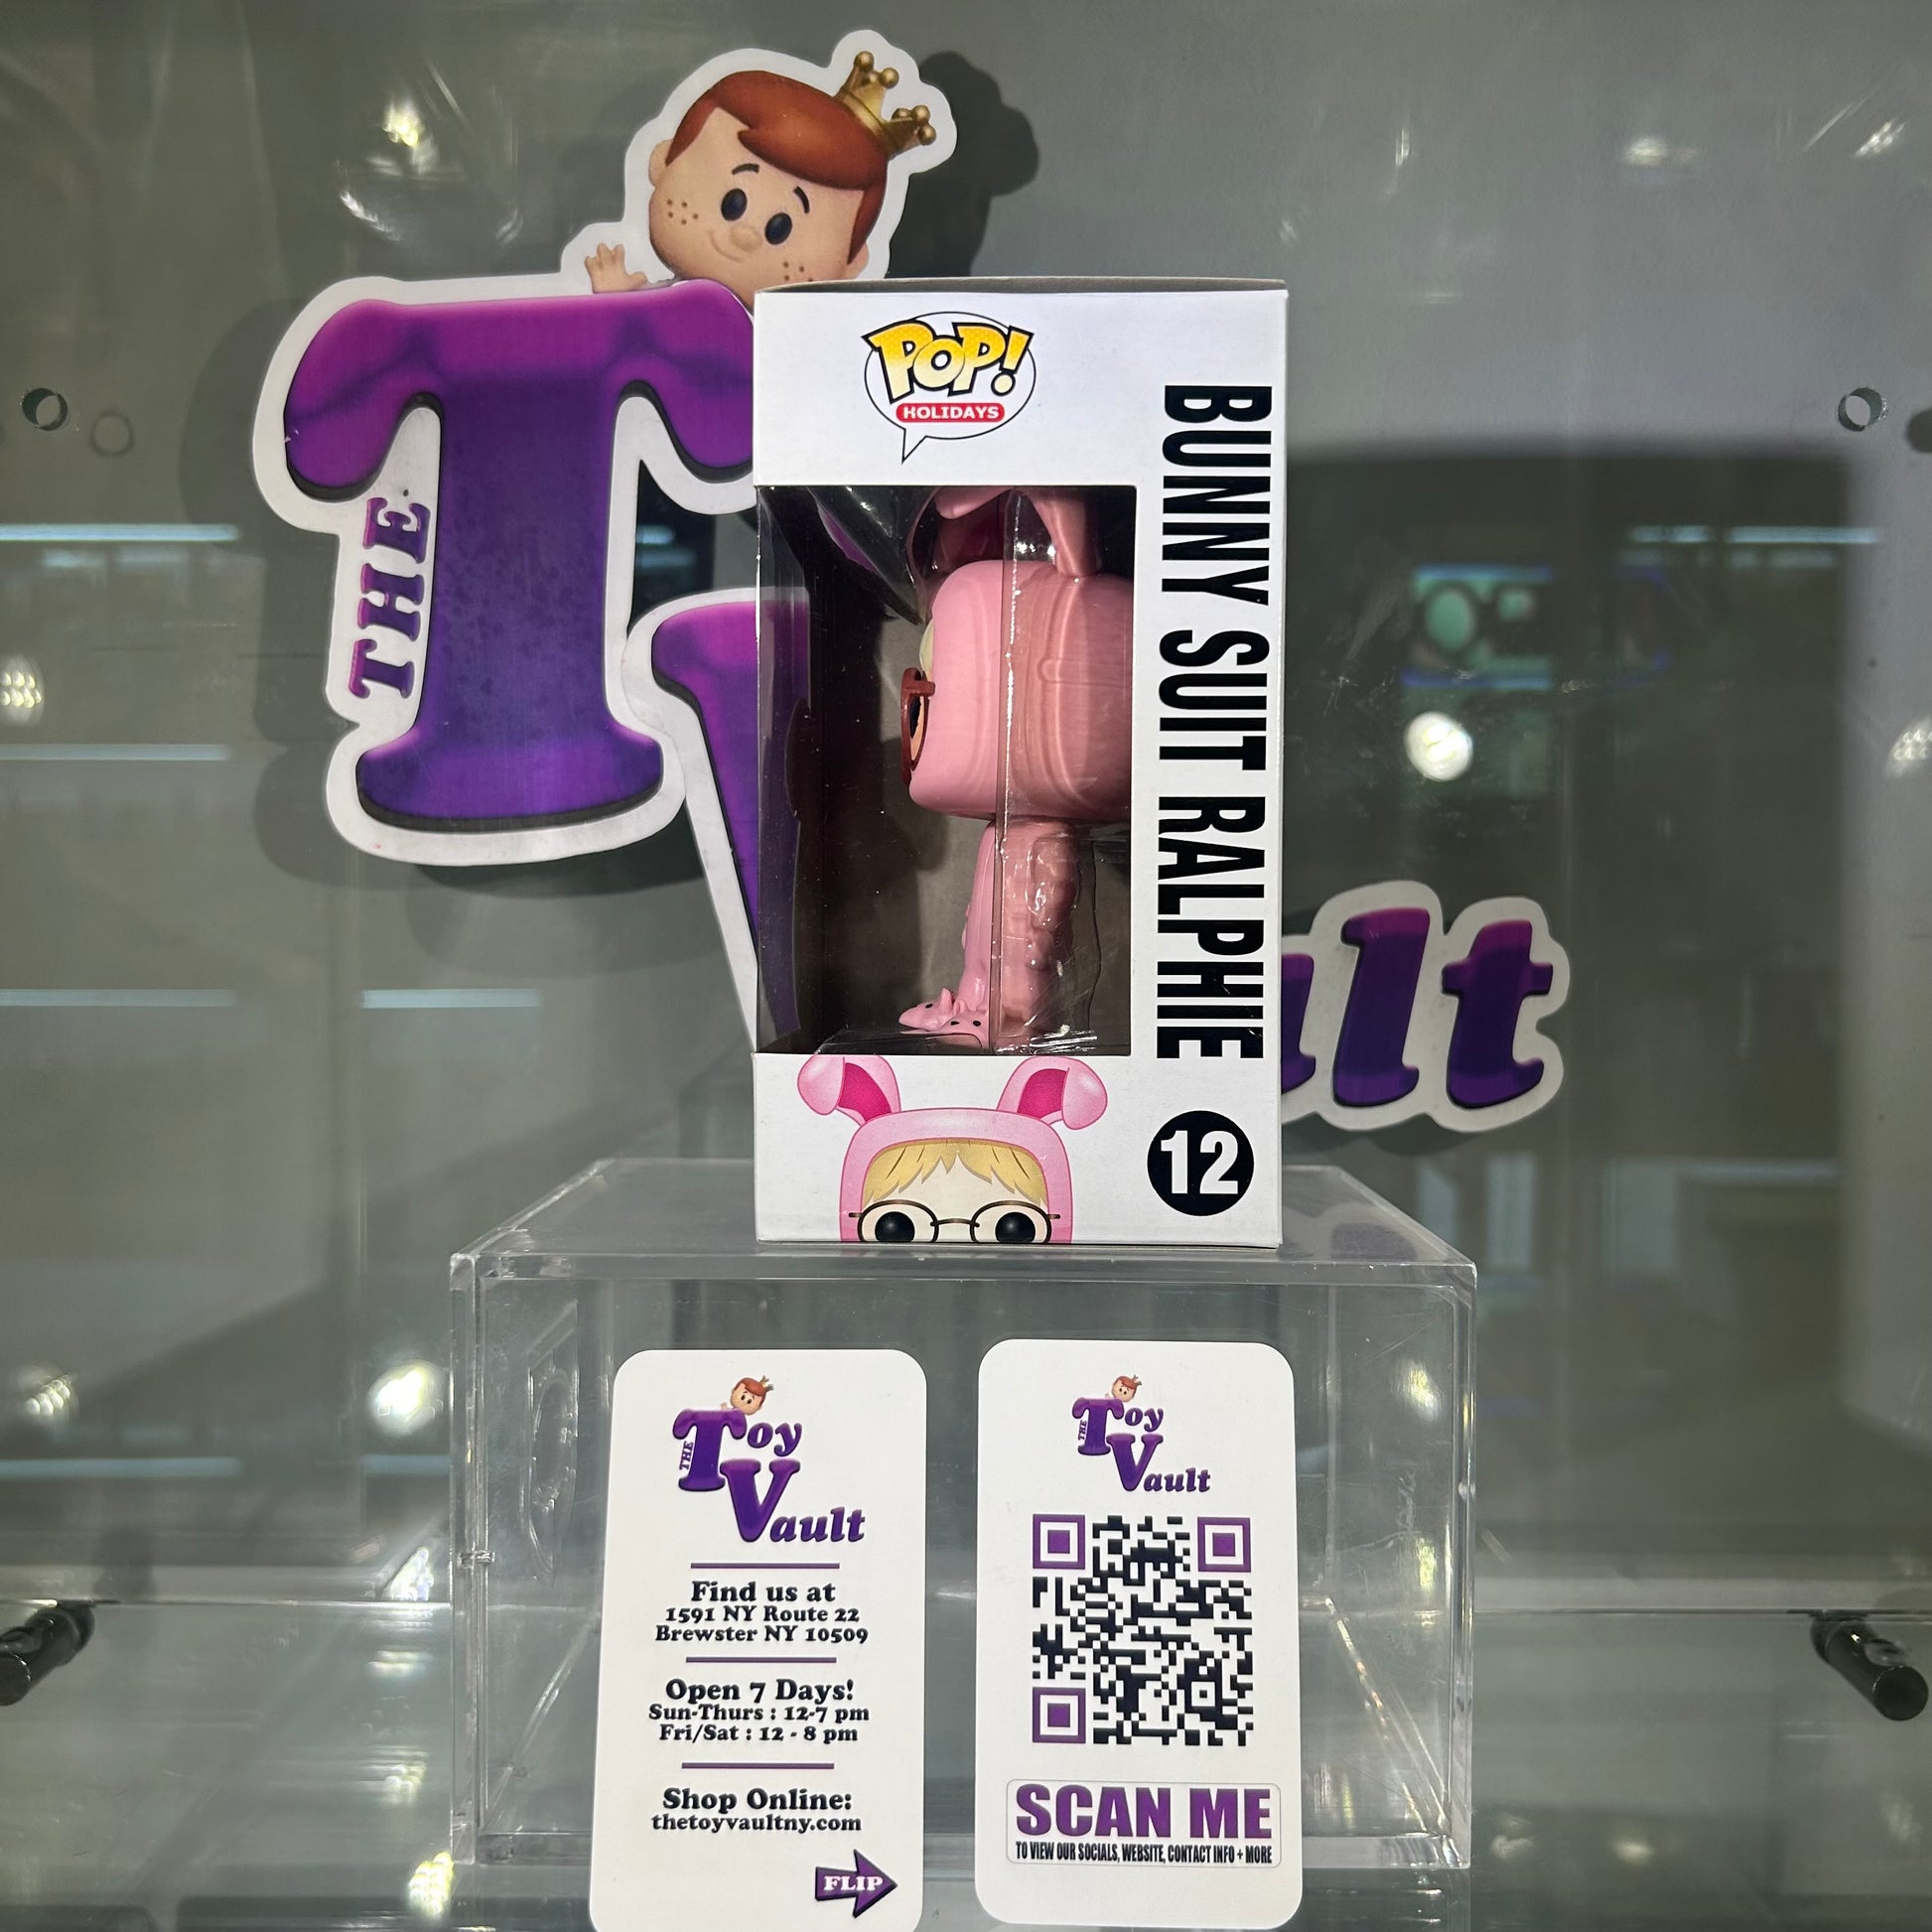 THE
T
V
ult
POP!
HOLIDAYS
BUNNY SUIT RALPHIE
12
THE Toy
Vault
Find us at
1591 NY Route 22
Brewster NY 10509
Open 7 Days!
Sun-Thurs : 12-7 pm
Fri/Sat : 12 - 8 pm
Shop Online:
thetoyvaultny.com
FLIP
THE Toy
Vault
SCAN ME
TO VIEW OUR SOCIALS, WEBSITE, CONTACT INFO + MORE